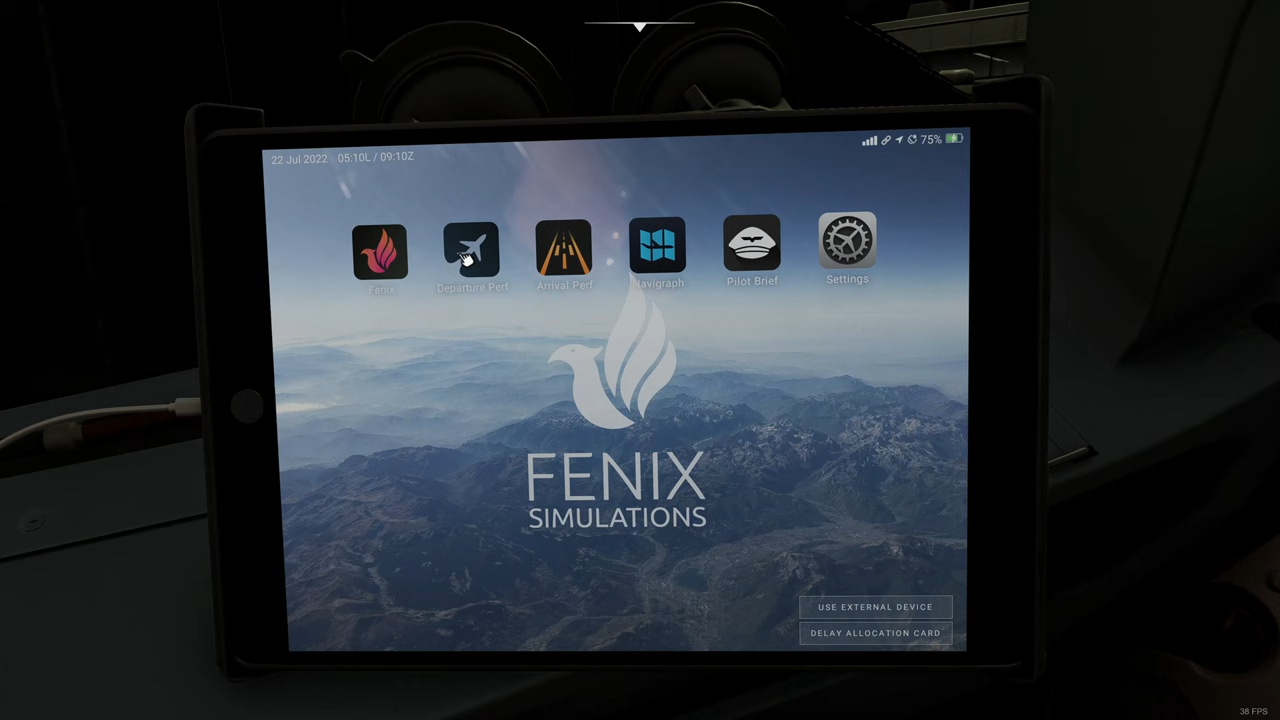 22 Jul 2022 05:10L / 09:10Z
75%
Fenix
Departure Perf
Arrival Perf
Navigraph
Pilot Brief
Settings
FENIX
SIMULATIONS
USE EXTERNAL DEVICE
DELAY ALLOCATION CARD
38 FPS